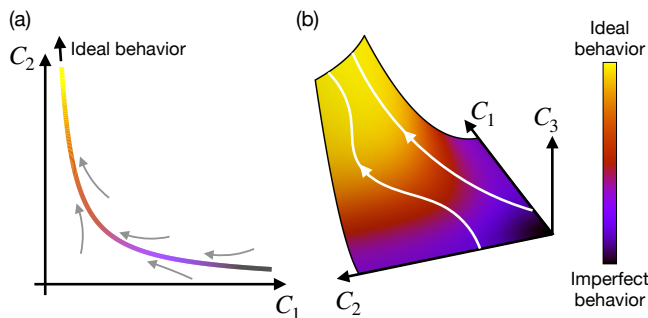 (a)
Ideal behavior
C₂
C₁
(b)
C₁
C₃
C₂
Ideal
behavior
Imperfect
behavior